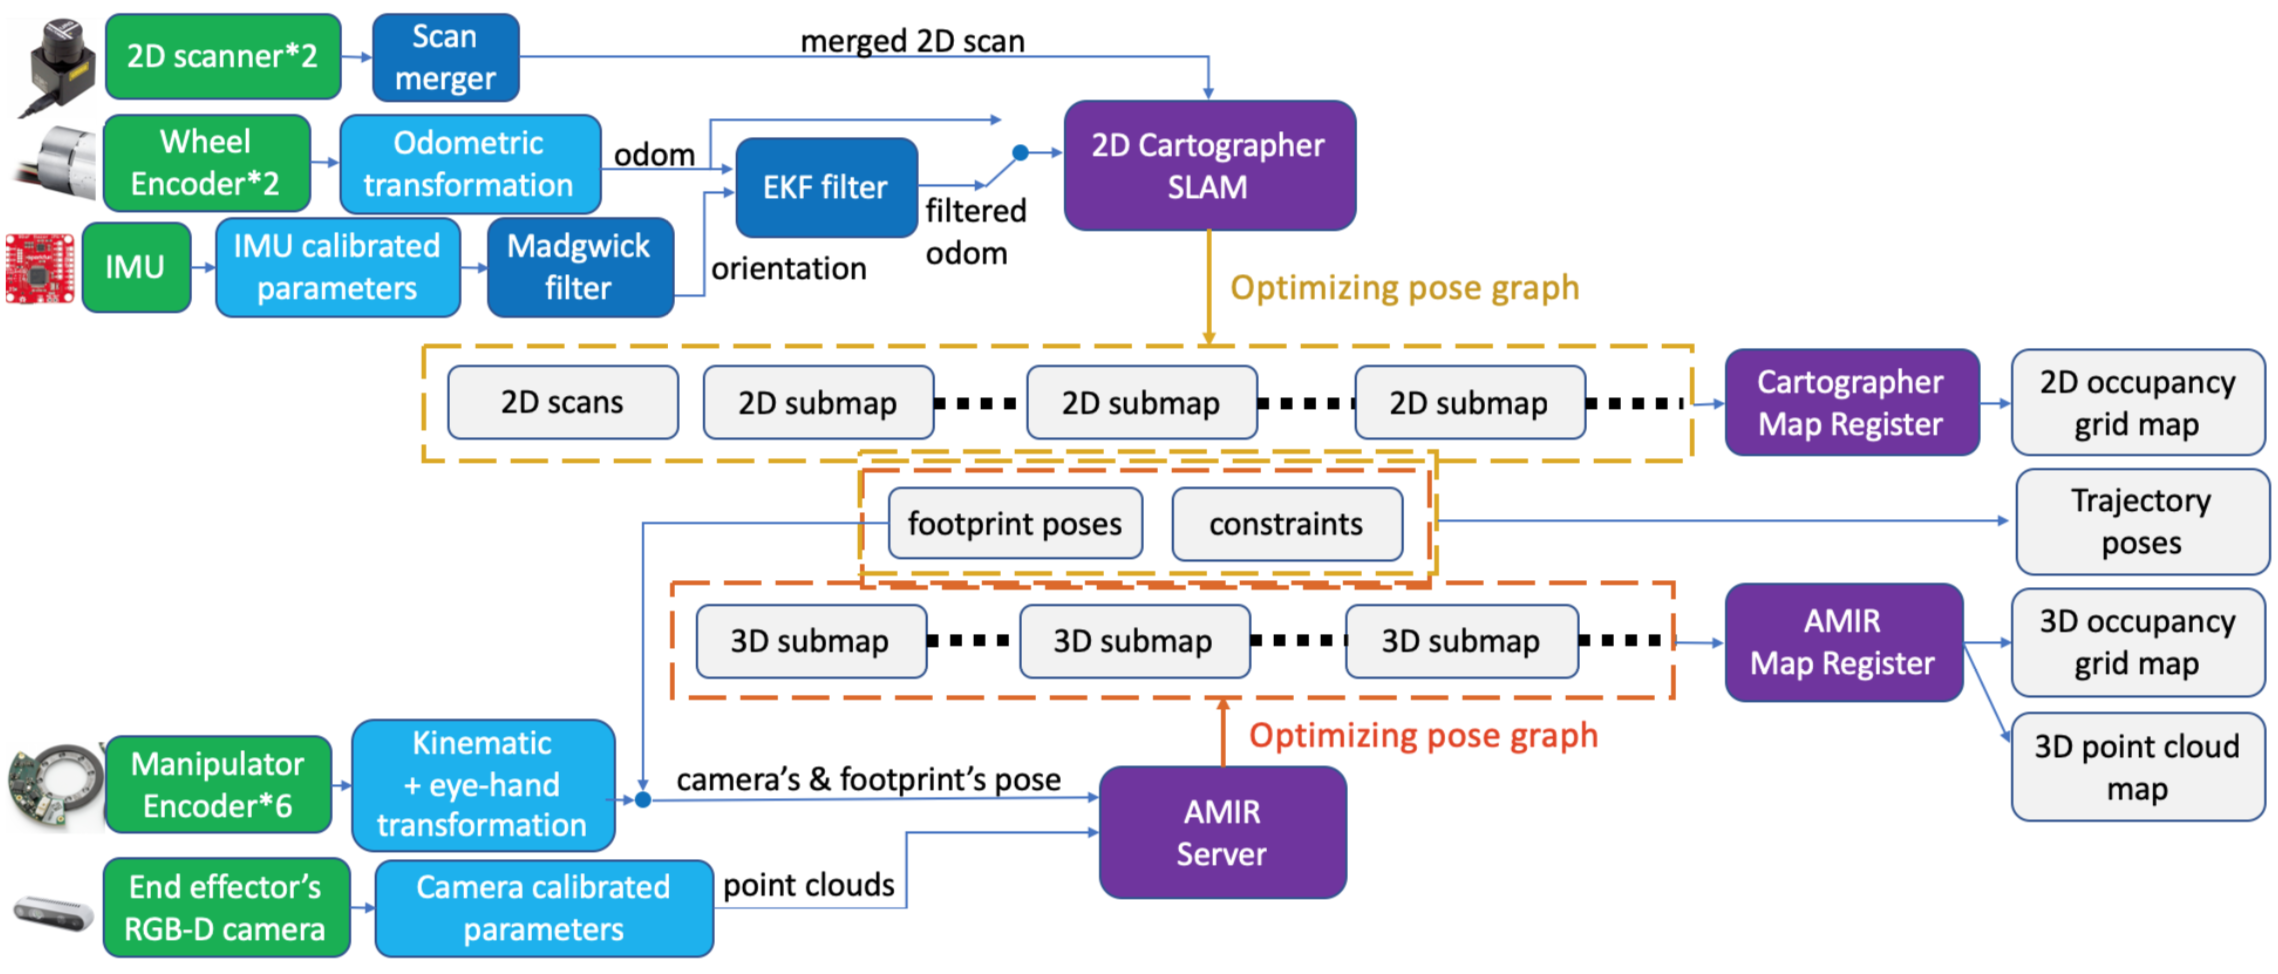 2D scanner*2
Scan
merger
merged 2D scan
Wheel
Encoder*2
Odometric
transformation
odom
EKF filter
filtered
odom
2D Cartographer
SLAM
IMU
IMU calibrated
parameters
Madgwick
filter
orientation
Optimizing pose graph
2D scans
2D submap
2D submap
2D submap
Cartographer
Map Register
2D occupancy
grid map
footprint poses
constraints
Trajectory
poses
3D submap
3D submap
3D submap
AMIR
Map Register
3D occupancy
grid map
3D point cloud
map
Optimizing pose graph
Manipulator
Encoder*6
Kinematic
+ eye-hand
transformation
camera’s & footprint’s pose
AMIR
Server
End effector’s
RGB-D camera
Camera calibrated
parameters
point clouds